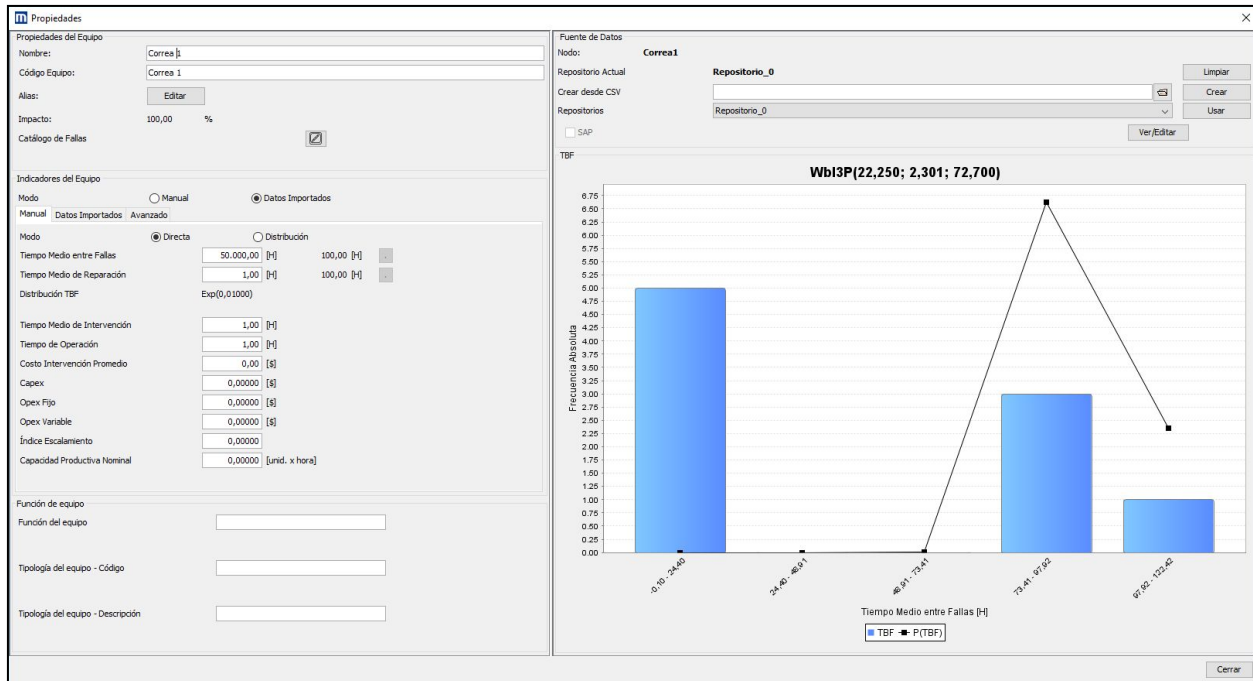 m Propiedades
Propiedades del Equipo
Nombre: Correa 1
Código Equipo: Correa 1
Alias: Editar
Impacto: 100,00 %
Catálogo de Fallas
Indicadores del Equipo
Modo Manual Datos Importados
Manual Datos Importados Avanzado
Modo Directa Distribución
Tiempo Medio entre Fallas 50.000,00 [H] 100,00 [H] .
Tiempo Medio de Reparación 1,00 [H] 100,00 [H] .
Distribución TBF Exp(0,01000)
Tiempo Medio de Intervención 1,00 [H]
Tiempo de Operación 1,00 [H]
Costo Intervención Promedio 0,00 [$]
Capex 0,00000 [$]
Opex Fijo 0,00000 [$]
Opex Variable 0,00000 [$]
Índice Escalamiento 0,00000
Capacidad Productiva Nominal 0,00000 [unid. x hora]
Función de equipo
Función del equipo
Tipología del equipo - Código
Tipología del equipo - Descripción
Fuente de Datos
Nodo: Correa1
Repositorio Actual Repositorio_0 Limpiar
Crear desde CSV Crear
Repositorios Repositorio_0 Usar
SAP Ver/Editar
TBF
Wbl3P(22,250; 2,301; 72,700)
Frecuencia Absoluta
6.75
6.50
6.25
6.00
5.75
5.50
5.25
5.00
4.75
4.50
4.25
4.00
3.75
3.50
3.25
3.00
2.75
2.50
2.25
2.00
1.75
1.50
1.25
1.00
0.75
0.50
0.25
0.00
-0,10 - 24,40
24,40 - 48,91
48,91 - 73,41
73,41 - 97,92
97,92 - 122,42
Tiempo Medio entre Fallas [H]
TBF P(TBF)
Cerrar